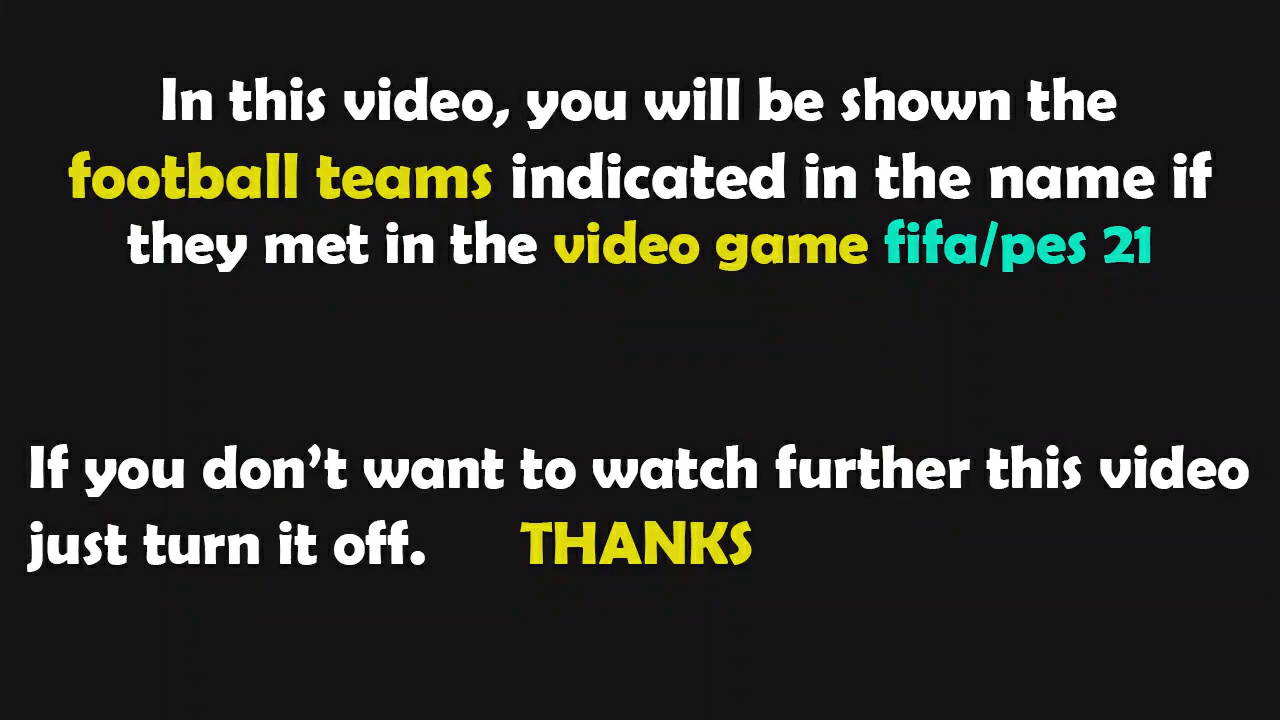 In this video, you will be shown the
football teams indicated in the name if
they met in the video game fifa/pes 21
If you don't want to watch further this video
just turn it off. THANKS